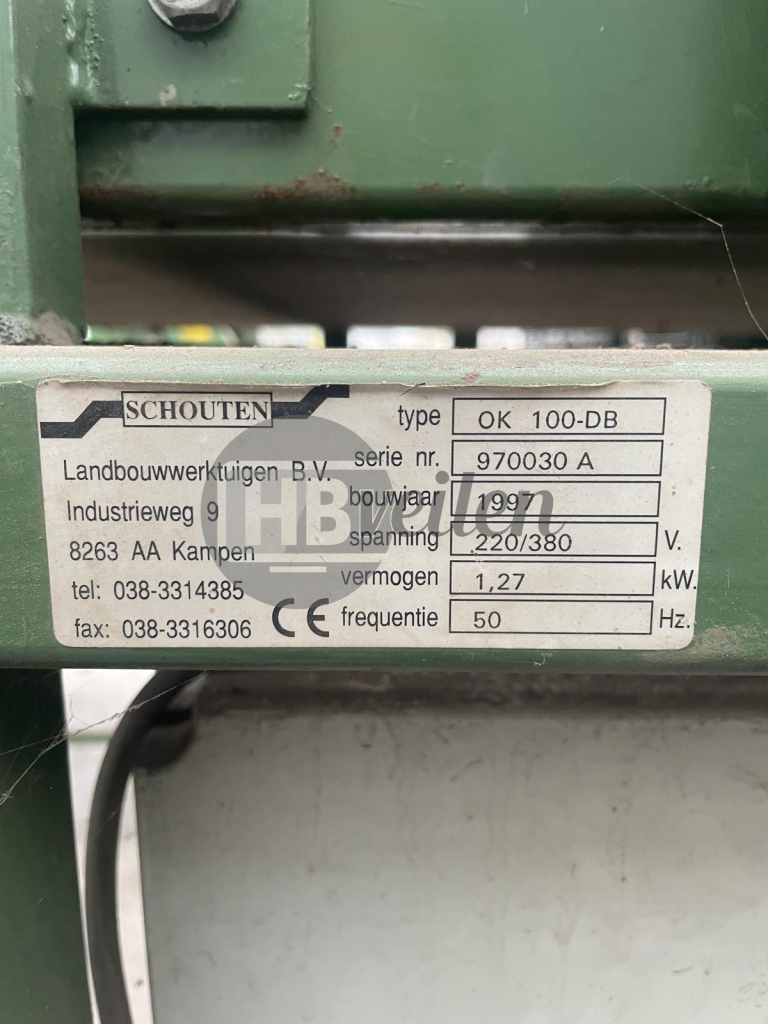 SCHOUTEN
Landbouwwerktuigen B.V.
Industrieweg 9
8263 AA Kampen
tel: 038-3314385
fax: 038-3316306
CE
type OK 100-DB
serie nr. 970030 A
bouwjaar 1997
spanning 220/380 V.
vermogen 1,27 kW.
frequentie 50 Hz.
HBveilen